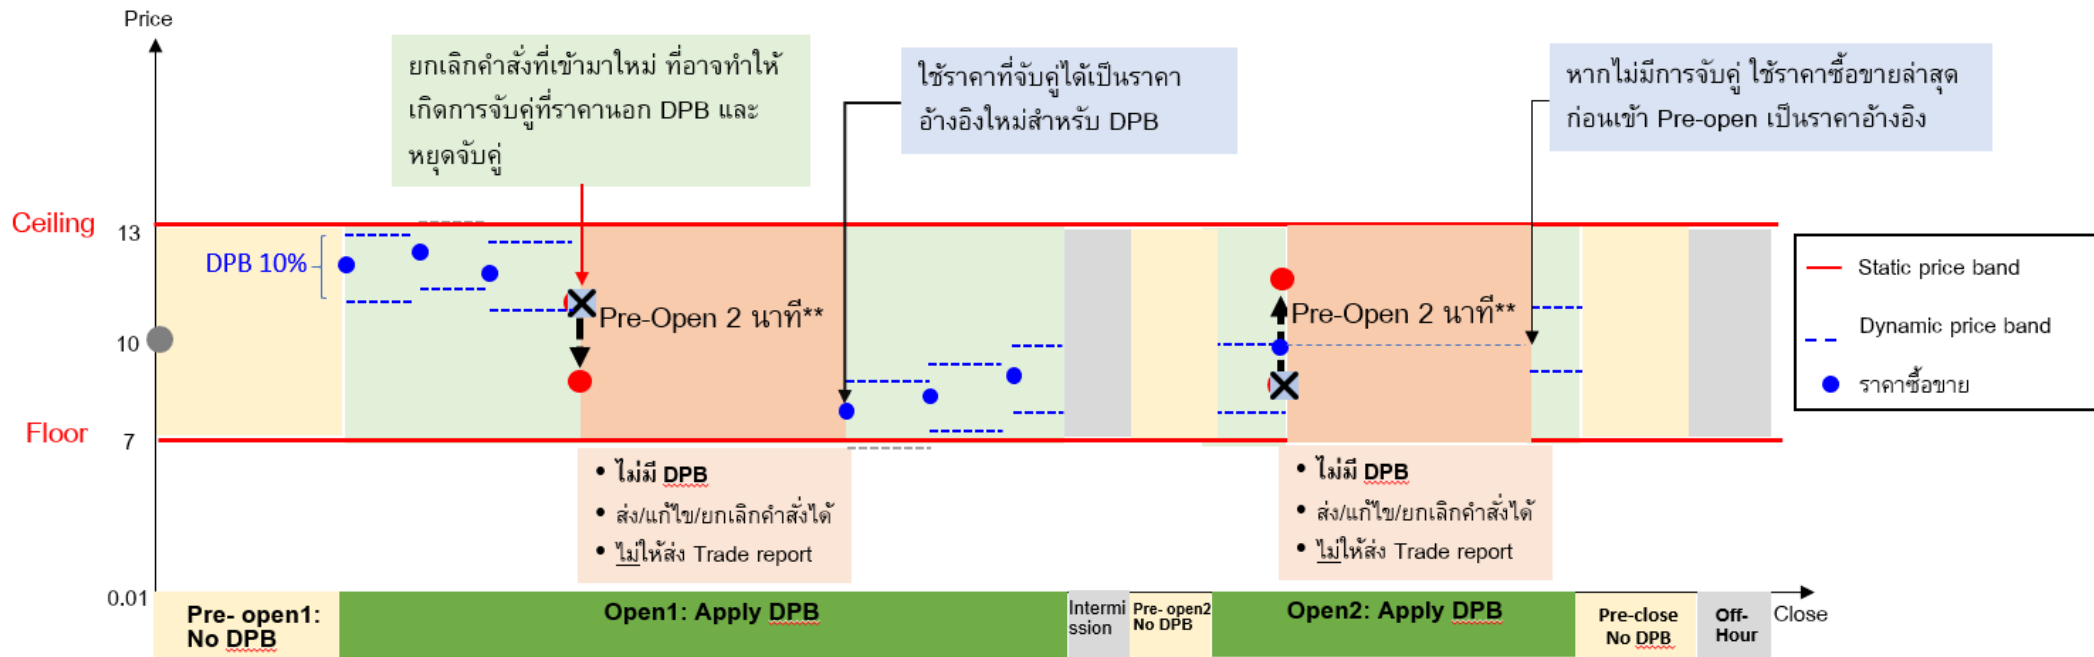 Price
ยกเลิกคำสั่งที่เข้ามาใหม่ ที่อาจทำให้
เกิดการจับคู่ที่ราคานอก DPB และ
หยุดจับคู่
ใช้ราคาที่จับคู่ได้เป็นราคา
อ้างอิงใหม่สำหรับ DPB
หากไม่มีการจับคู่ ใช้ราคาซื้อขายล่าสุด
ก่อนเข้า Pre-open เป็นราคาอ้างอิง
Ceiling
13
DPB 10%
10
Floor
7
0.01
Pre-Open 2 นาที**
Pre-Open 2 นาที**
Static price band
Dynamic price band
ราคาซื้อขาย
• ไม่มี DPB
• ส่ง/แก้ไข/ยกเลิกคำสั่งได้
• ไม่ให้ส่ง Trade report
• ไม่มี DPB
• ส่ง/แก้ไข/ยกเลิกคำสั่งได้
• ไม่ให้ส่ง Trade report
Pre- open1:
No DPB
Open1: Apply DPB
Intermi
ssion
Pre- open2
No DPB
Open2: Apply DPB
Pre-close
No DPB
Off-
Hour
Close